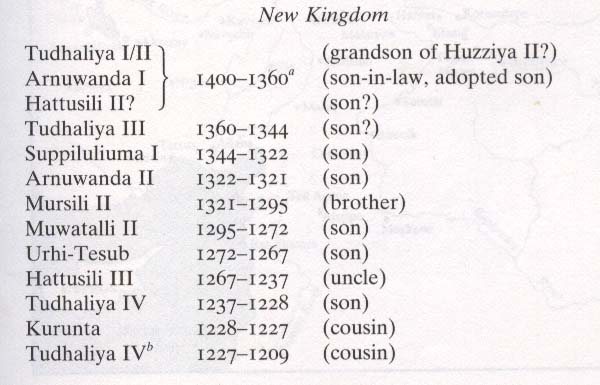 New Kingdom
Tudhaliya I/II (grandson of Huzziya II?)
Arnuwanda I 1400–1360a (son-in-law, adopted son)
Hattusili II? (son?)
Tudhaliya III 1360–1344 (son?)
Suppiluliuma I 1344–1322 (son)
Arnuwanda II 1322–1321 (son)
Mursili II 1321–1295 (brother)
Muwatalli II 1295–1272 (son)
Urhi-Tesub 1272–1267 (son)
Hattusili III 1267–1237 (uncle)
Tudhaliya IV 1237–1228 (son)
Kurunta 1228–1227 (cousin)
Tudhaliya IVb 1227–1209 (cousin)